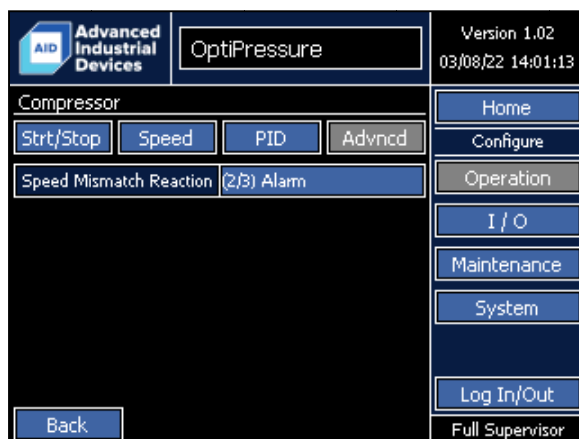 AID
Advanced
Industrial
Devices
OptiPressure
Version 1.02
03/08/22 14:01:13
Compressor
Strt/Stop Speed PID Advncd
Speed Mismatch Reaction (2/3) Alarm
Back
Home
Configure
Operation
I / O
Maintenance
System
Log In/Out
Full Supervisor